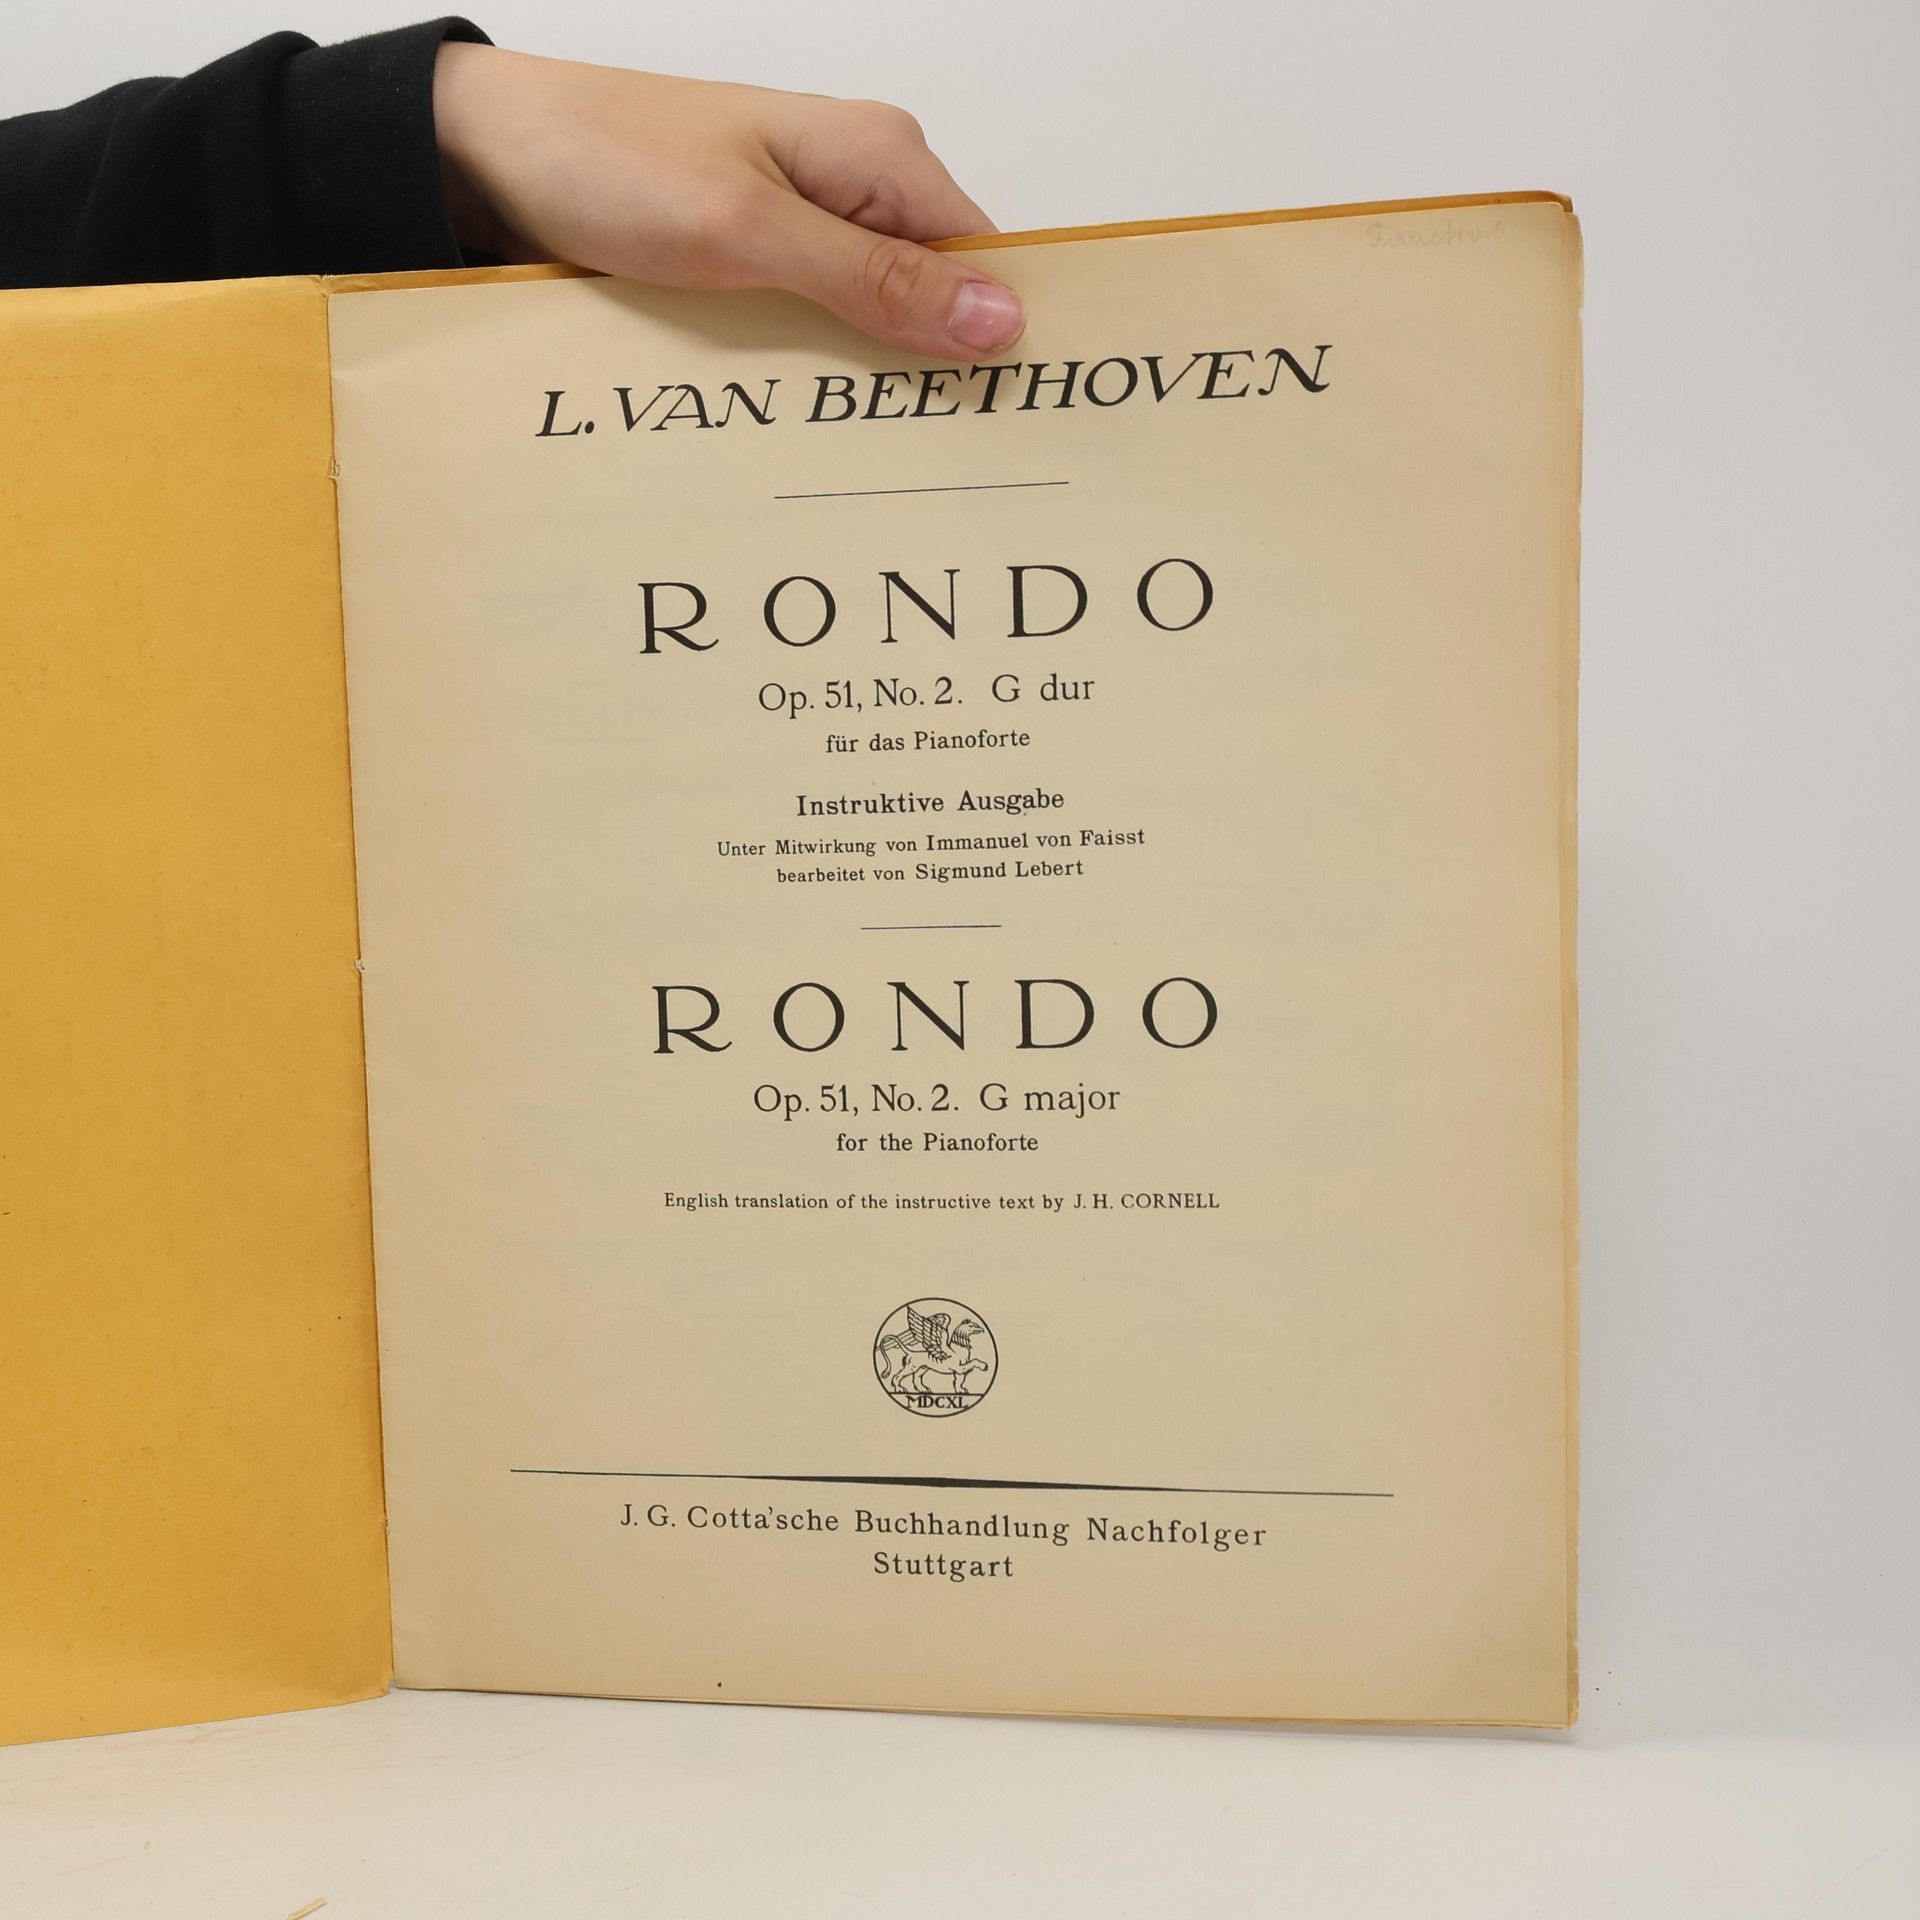 L. VAN BEETHOVEN
RONDO
Op. 51, No. 2. G dur
für das Pianoforte
Instruktive Ausgabe
Unter Mitwirkung von Immanuel von Faisst
bearbeitet von Sigmund Lebert
RONDO
Op. 51, No. 2. G major
for the Pianoforte
English translation of the instructive text by J. H. CORNELL
MDCXL
J. G. Cotta'sche Buchhandlung Nachfolger
Stuttgart